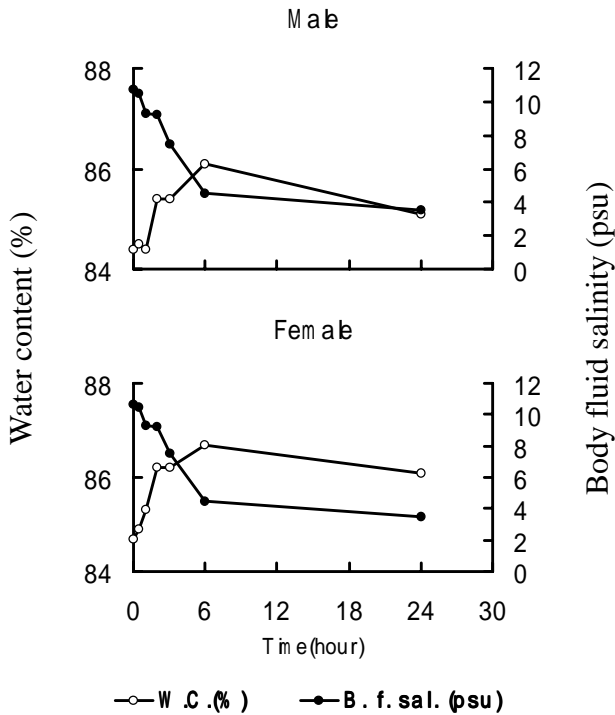 Male
88
86
84
12
10
8
6
4
2
0
Water content (%)
Body fluid salinity (psu)
Female
88
86
84
12
10
8
6
4
2
0
0 6 12 18 24 30
Time(hour)
W.C.(%) B.f.sal.(psu)